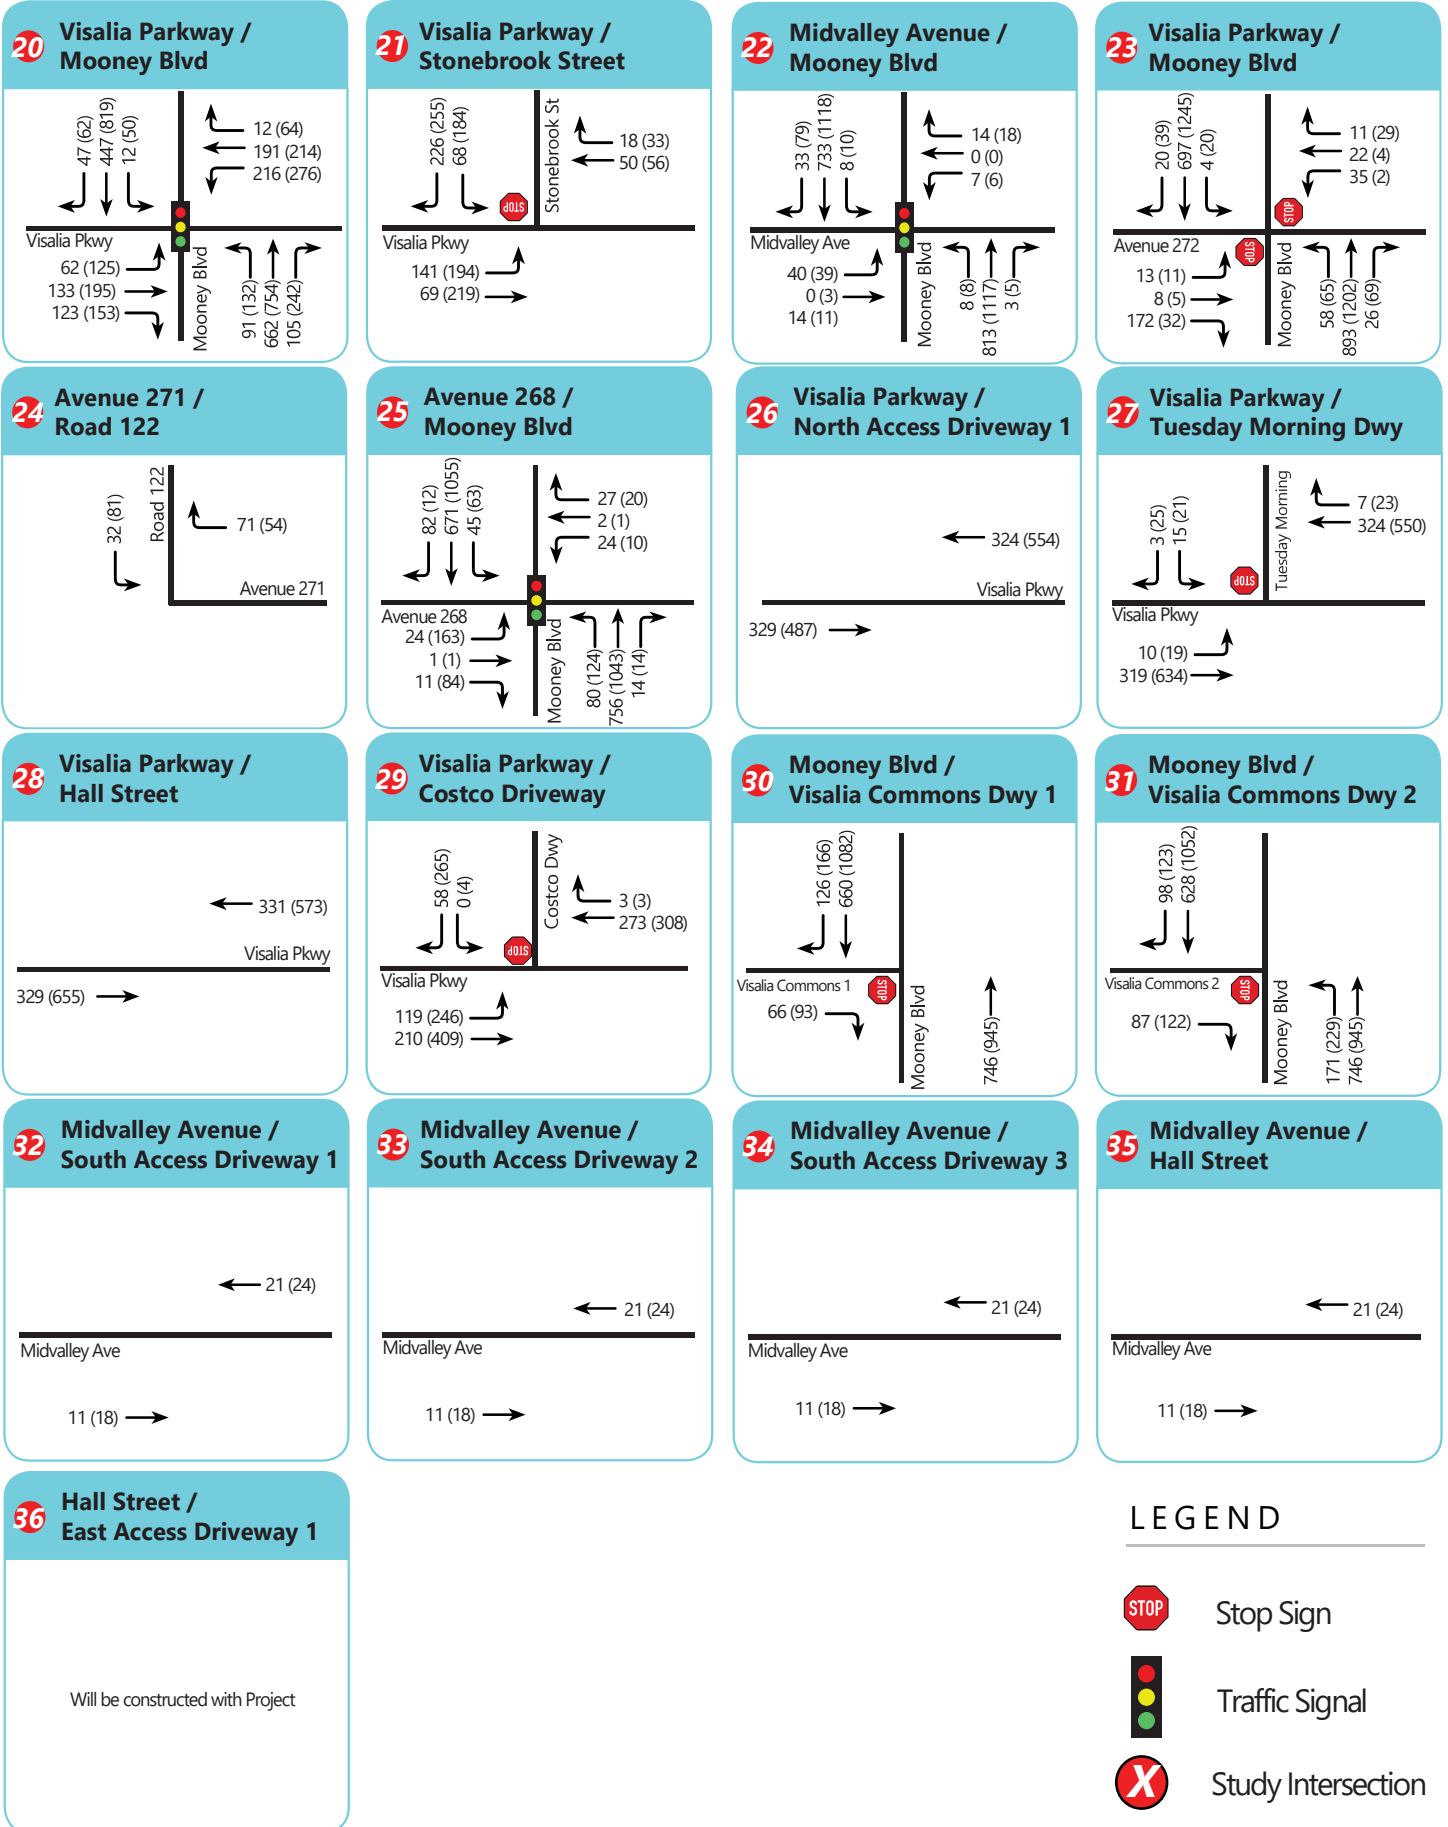 20
Visalia Parkway /
Mooney Blvd
47 (62)
447 (819)
12 (50)
12 (64)
191 (214)
216 (276)
Visalia Pkwy
62 (125)
133 (195)
123 (153)
Mooney Blvd
91 (132)
662 (754)
105 (242)
21
Visalia Parkway /
Stonebrook Street
226 (255)
68 (184)
STOP
Stonebrook St
18 (33)
50 (56)
Visalia Pkwy
141 (194)
69 (219)
22
Midvalley Avenue /
Mooney Blvd
33 (79)
733 (1118)
8 (10)
14 (18)
0 (0)
7 (6)
Midvalley Ave
40 (39)
0 (3)
14 (11)
Mooney Blvd
8 (8)
813 (1117)
3 (5)
23
Visalia Parkway /
Mooney Blvd
20 (39)
697 (1245)
4 (20)
11 (29)
22 (4)
35 (2)
STOP
Avenue 272
STOP
13 (11)
8 (5)
172 (32)
Mooney Blvd
58 (65)
893 (1202)
26 (69)
24
Avenue 271 /
Road 122
32 (81)
Road 122
71 (54)
Avenue 271
25
Avenue 268 /
Mooney Blvd
82 (12)
671 (1055)
45 (63)
27 (20)
2 (1)
24 (10)
Avenue 268
24 (163)
1 (1)
11 (84)
Mooney Blvd
80 (124)
756 (1043)
14 (14)
26
Visalia Parkway /
North Access Driveway 1
324 (554)
Visalia Pkwy
329 (487)
27
Visalia Parkway /
Tuesday Morning Dwy
3 (25)
15 (21)
STOP
Tuesday Morning
7 (23)
324 (550)
Visalia Pkwy
10 (19)
319 (634)
28
Visalia Parkway /
Hall Street
331 (573)
Visalia Pkwy
329 (655)
29
Visalia Parkway /
Costco Driveway
58 (265)
0 (4)
STOP
Costco Dwy
3 (3)
273 (308)
Visalia Pkwy
119 (246)
210 (409)
30
Mooney Blvd /
Visalia Commons Dwy 1
126 (166)
660 (1082)
Visalia Commons 1
STOP
66 (93)
Mooney Blvd
746 (945)
31
Mooney Blvd /
Visalia Commons Dwy 2
98 (123)
628 (1052)
Visalia Commons 2
STOP
87 (122)
Mooney Blvd
171 (229)
746 (945)
32
Midvalley Avenue /
South Access Driveway 1
21 (24)
Midvalley Ave
11 (18)
33
Midvalley Avenue /
South Access Driveway 2
21 (24)
Midvalley Ave
11 (18)
34
Midvalley Avenue /
South Access Driveway 3
21 (24)
Midvalley Ave
11 (18)
35
Midvalley Avenue /
Hall Street
21 (24)
Midvalley Ave
11 (18)
36
Hall Street /
East Access Driveway 1
Will be constructed with Project
LEGEND
STOP
Stop Sign
Traffic Signal
X
Study Intersection